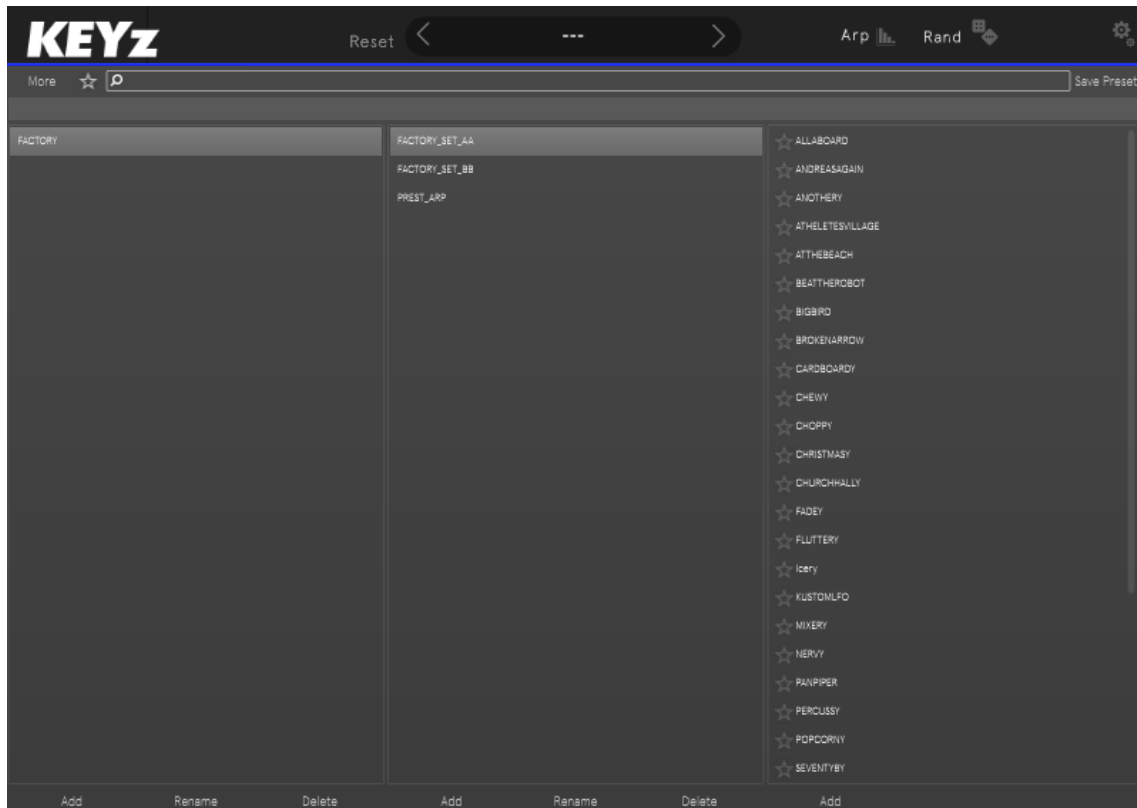 KEYz
Reset
---
Arp
Rand
More
Save Preset
FACTORY
FACTORY_SET_AA
FACTORY_SET_BB
PREST_ARP
ALLABOARD
ANDREASAGAIN
ANOTHERY
ATHELETESVILLAGE
ATTHEBEACH
BEATTHEROBOT
BIGBIRD
BROKENARROW
CARDBOARDY
CHEWY
CHOPPY
CHRISTMASY
CHURCHHALLY
FADEY
FLUTTERY
Icery
KUSTOMLFO
MIXERY
NERVY
PANPIPER
PERCUSSY
POPCORNY
SEVENTYBY
Add Rename Delete Add Rename Delete Add